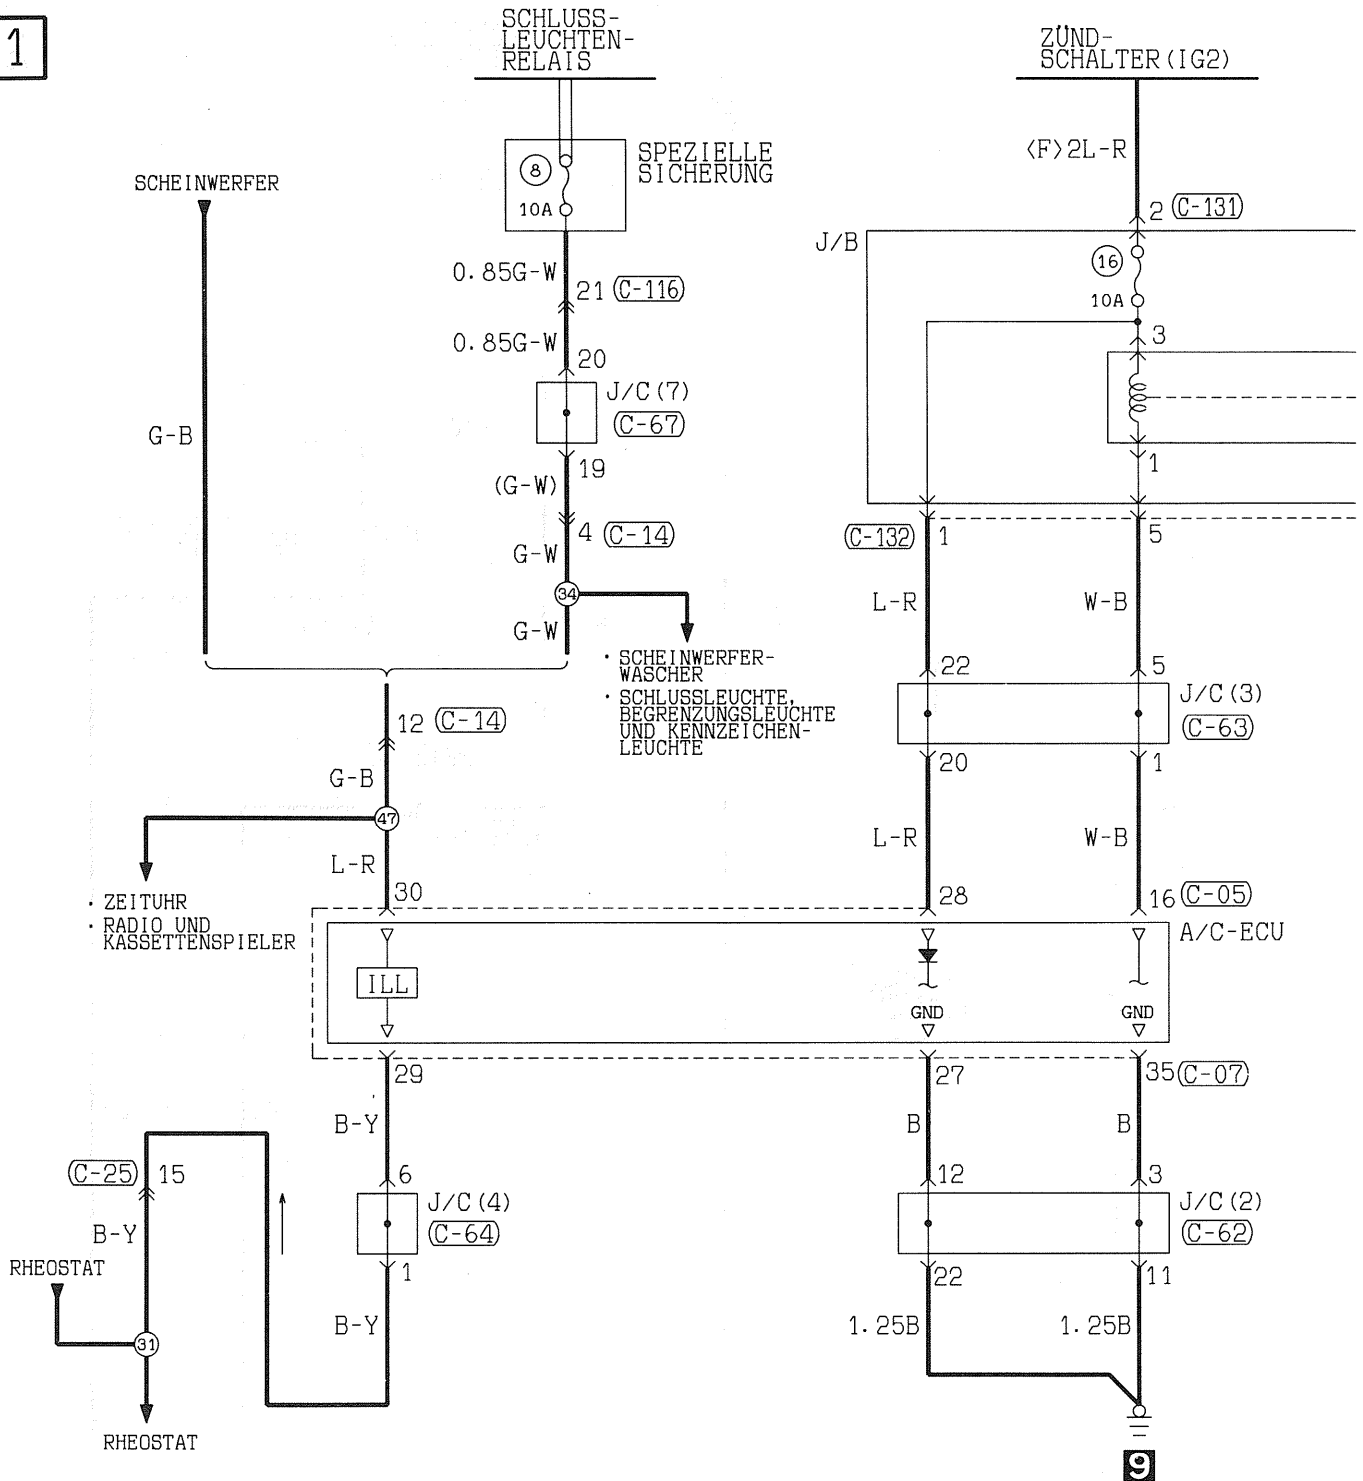 1
SCHLUSS-
LEUCHTEN-
RELAIS
ZÜND-
SCHALTER(IG2)
8
10A
SPEZIELLE
SICHERUNG
<F>2L-R
SCHEINWERFER
2 (C-131)
J/B
16
10A
0.85G-W
21 (C-116)
0.85G-W
20
3
J/C(7)
(C-67)
G-B
19
(G-W)
1
4 (C-14)
G-W
(C-132) 1
5
34
G-W
L-R
W-B
· SCHEINWERFER-
WASCHER
· SCHLUSSLEUCHTE,
BEGRENZUNGSLEUCHTE
UND KENNZEICHEN-
LEUCHTE
22
5
J/C(3)
(C-63)
12 (C-14)
20
1
G-B
47
L-R
L-R
W-B
· ZEITUHR
· RADIO UND
KASSETTENSPIELER
30
28
16 (C-05)
A/C-ECU
ILL
GND
GND
29
27
35 (C-07)
B-Y
B
B
(C-25) 15
6
12
3
J/C(4)
(C-64)
J/C(2)
(C-62)
B-Y
RHEOSTAT
1
22
11
B-Y
1.25B
1.25B
31
RHEOSTAT
9